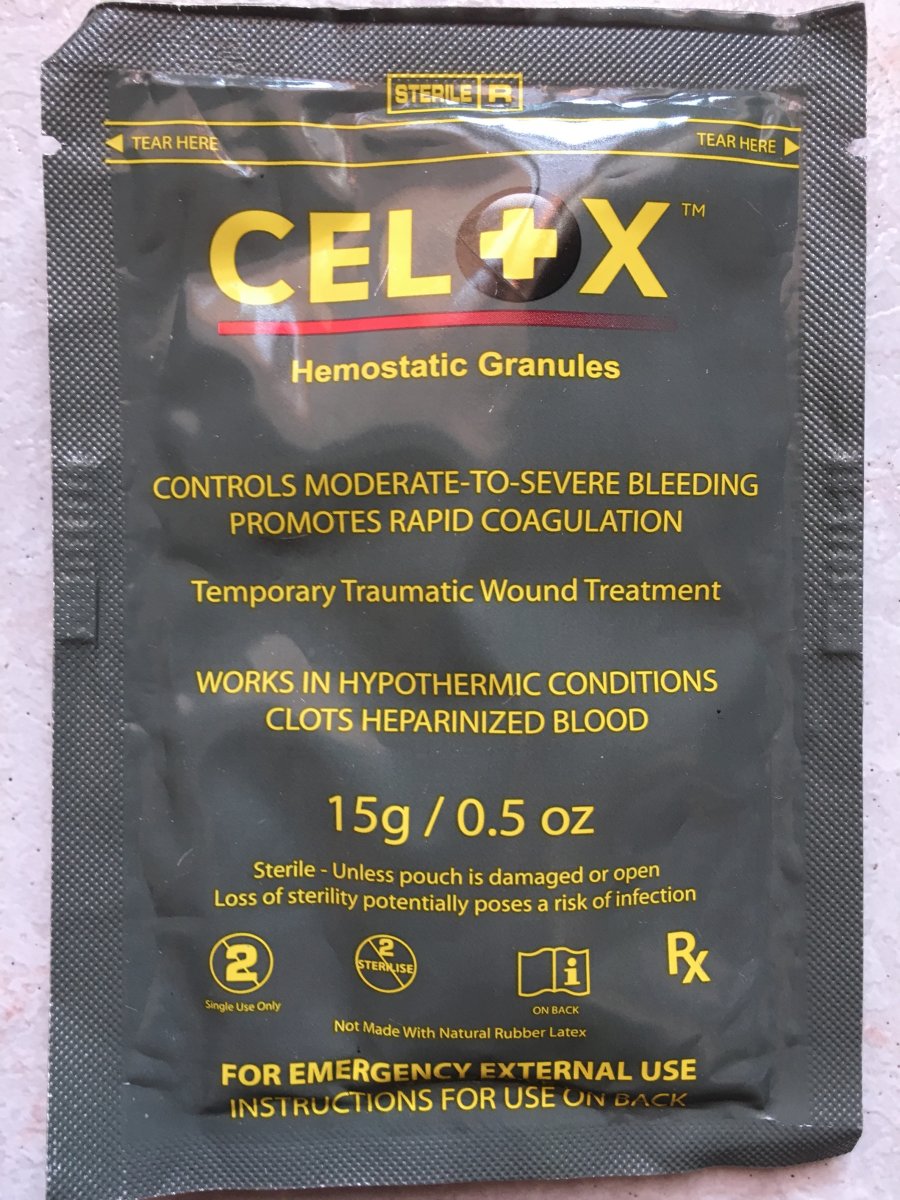 STERILE R
TEAR HERE TEAR HERE
CELOX™
Hemostatic Granules
CONTROLS MODERATE-TO-SEVERE BLEEDING
PROMOTES RAPID COAGULATION
Temporary Traumatic Wound Treatment
WORKS IN HYPOTHERMIC CONDITIONS
CLOTS HEPARINIZED BLOOD
15g / 0.5 oz
Sterile - Unless pouch is damaged or open
Loss of sterility potentially poses a risk of infection
2 2 STERILISE i Rx
Single Use Only ON BACK
Not Made With Natural Rubber Latex
FOR EMERGENCY EXTERNAL USE
INSTRUCTIONS FOR USE ON BACK